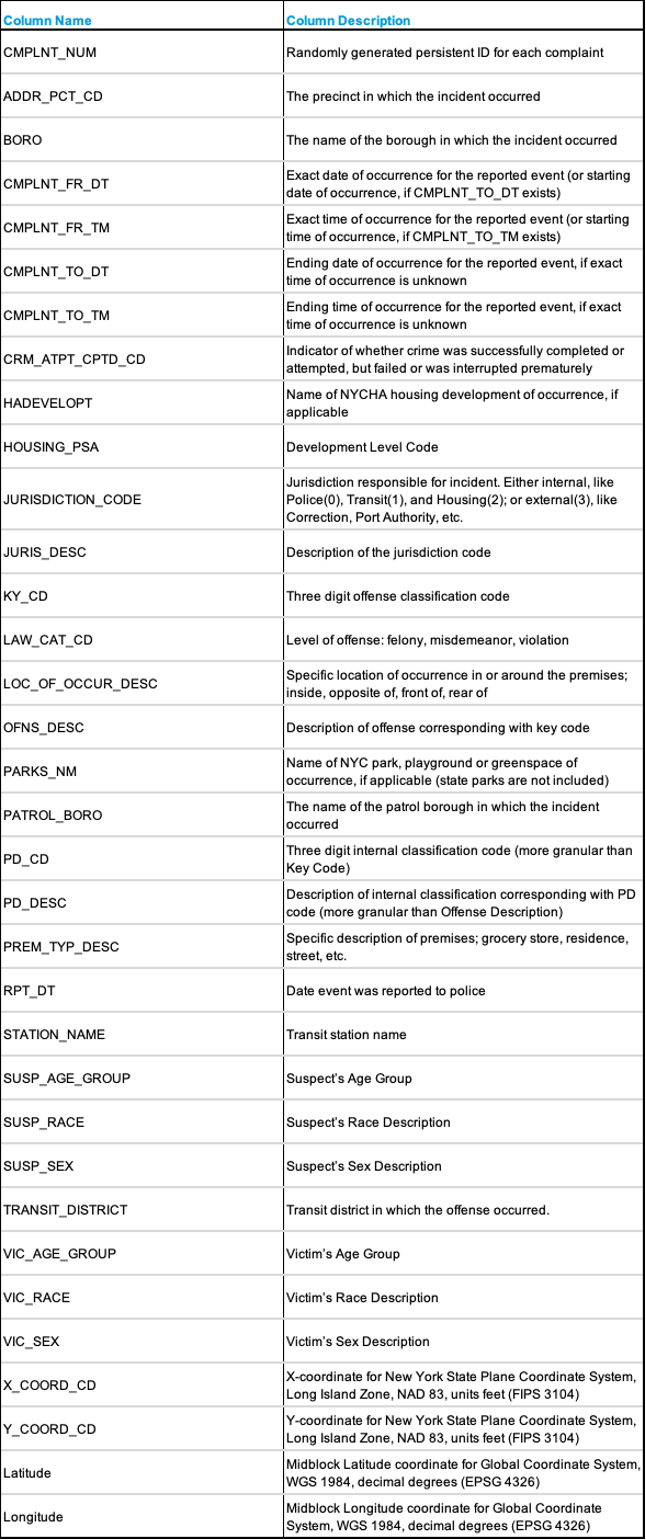 Column Name
Column Description
CMPLNT_NUM
Randomly generated persistent ID for each complaint
ADDR_PCT_CD
The precinct in which the incident occurred
BORO
The name of the borough in which the incident occurred
CMPLNT_FR_DT
Exact date of occurrence for the reported event (or starting
date of occurrence, if CMPLNT_TO_DT exists)
CMPLNT_FR_TM
Exact time of occurrence for the reported event (or starting
time of occurrence, if CMPLNT_TO_TM exists)
CMPLNT_TO_DT
Ending date of occurrence for the reported event, if exact
time of occurrence is unknown
CMPLNT_TO_TM
Ending time of occurrence for the reported event, if exact
time of occurrence is unknown
CRM_ATPT_CPTD_CD
Indicator of whether crime was successfully completed or
attempted, but failed or was interrupted prematurely
HADEVELOPT
Name of NYCHA housing development of occurrence, if
applicable
HOUSING_PSA
Development Level Code
JURISDICTION_CODE
Jurisdiction responsible for incident. Either internal, like
Police(0), Transit(1), and Housing(2); or external(3), like
Correction, Port Authority, etc.
JURIS_DESC
Description of the jurisdiction code
KY_CD
Three digit offense classification code
LAW_CAT_CD
Level of offense: felony, misdemeanor, violation
LOC_OF_OCCUR_DESC
Specific location of occurrence in or around the premises;
inside, opposite of, front of, rear of
OFNS_DESC
Description of offense corresponding with key code
PARKS_NM
Name of NYC park, playground or greenspace of
occurrence, if applicable (state parks are not included)
PATROL_BORO
The name of the patrol borough in which the incident
occurred
PD_CD
Three digit internal classification code (more granular than
Key Code)
PD_DESC
Description of internal classification corresponding with PD
code (more granular than Offense Description)
PREM_TYP_DESC
Specific description of premises; grocery store, residence,
street, etc.
RPT_DT
Date event was reported to police
STATION_NAME
Transit station name
SUSP_AGE_GROUP
Suspect's Age Group
SUSP_RACE
Suspect's Race Description
SUSP_SEX
Suspect's Sex Description
TRANSIT_DISTRICT
Transit district in which the offense occurred.
VIC_AGE_GROUP
Victim's Age Group
VIC_RACE
Victim's Race Description
VIC_SEX
Victim's Sex Description
X_COORD_CD
X-coordinate for New York State Plane Coordinate System,
Long Island Zone, NAD 83, units feet (FIPS 3104)
Y_COORD_CD
Y-coordinate for New York State Plane Coordinate System,
Long Island Zone, NAD 83, units feet (FIPS 3104)
Latitude
Midblock Latitude coordinate for Global Coordinate System,
WGS 1984, decimal degrees (EPSG 4326)
Longitude
Midblock Longitude coordinate for Global Coordinate
System, WGS 1984, decimal degrees (EPSG 4326)